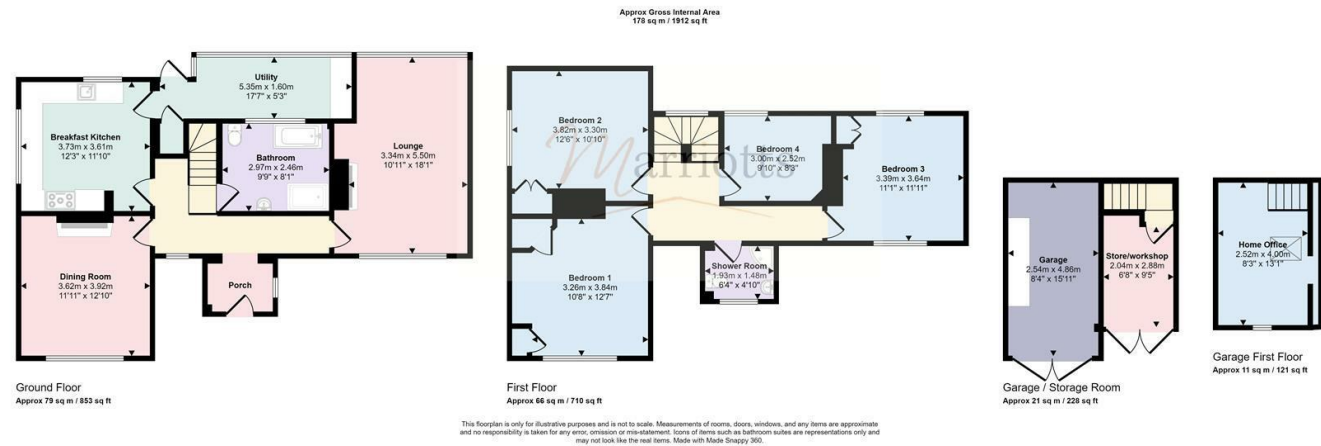 Approx Gross Internal Area
178 sq m / 1912 sq ft
Utility
5.35m x 1.60m
17'7" x 5'3"
Breakfast Kitchen
3.73m x 3.61m
12'3" x 11'10"
Bathroom
2.97m x 2.46m
9'9" x 8'1"
Lounge
3.34m x 5.50m
10'11" x 18'1"
Dining Room
3.62m x 3.92m
11'11" x 12'10"
Porch
Ground Floor
Approx 79 sq m / 853 sq ft
Marriotts
Bedroom 2
3.82m x 3.30m
12'6" x 10'10"
Bedroom 4
3.00m x 2.52m
9'10" x 8'3"
Bedroom 3
3.39m x 3.64m
11'1" x 11'11"
Bedroom 1
3.26m x 3.84m
10'8" x 12'7"
Shower Room
1.93m x 1.48m
6'4" x 4'10"
First Floor
Approx 66 sq m / 710 sq ft
Garage
2.54m x 4.86m
8'4" x 15'11"
Store/workshop
2.04m x 2.88m
6'8" x 9'5"
Garage / Storage Room
Approx 21 sq m / 228 sq ft
Home Office
2.52m x 4.00m
8'3" x 13'1"
Garage First Floor
Approx 11 sq m / 121 sq ft
This floorplan is only for illustrative purposes and is not to scale. Measurements of rooms, doors, windows, and any items are approximate
and no responsibility is taken for any error, omission or mis-statement. Icons of items such as bathroom suites are representations only and
may not look like the real items. Made with Made Snappy 360.